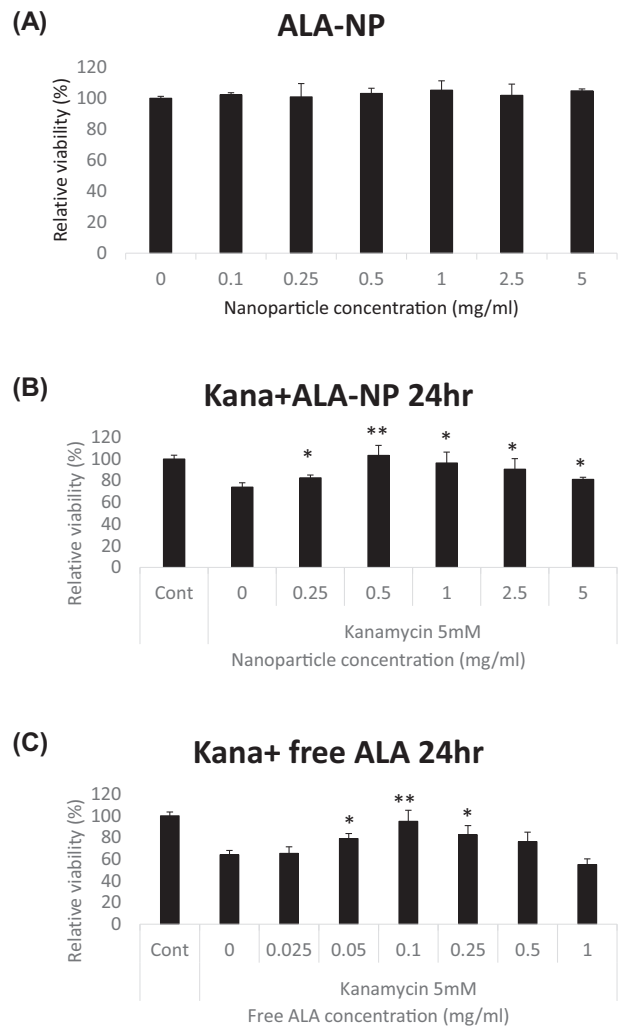 (A)
ALA-NP
Relative viability (%)
120
100
80
60
40
20
0
0 0.1 0.25 0.5 1 2.5 5
Nanoparticle concentration (mg/ml)
(B)
Kana+ALA-NP 24hr
Relative viability (%)
120
100
80
60
40
20
0
* ** * * *
Cont 0 0.25 0.5 1 2.5 5
Kanamycin 5mM
Nanoparticle concentration (mg/ml)
(C)
Kana+ free ALA 24hr
Relative viability (%)
120
100
80
60
40
20
0
* ** *
Cont 0 0.025 0.05 0.1 0.25 0.5 1
Kanamycin 5mM
Free ALA concentration (mg/ml)